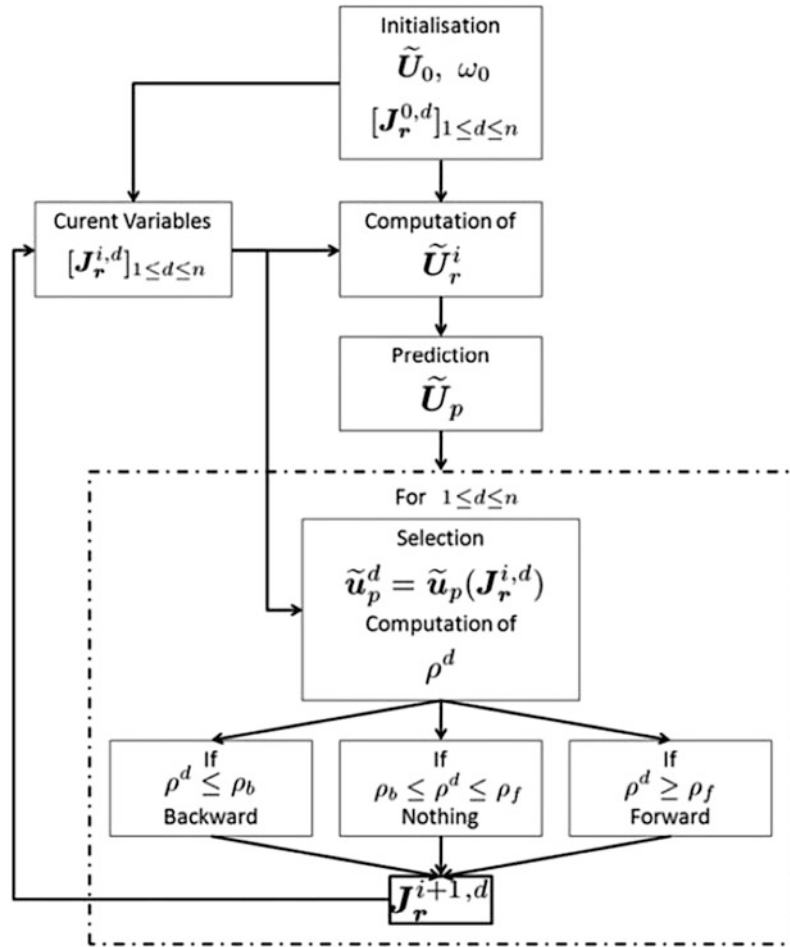 Initialisation
Ũ₀, ω₀
[J_r^{0,d}]_{1≤d≤n}
Curent Variables
[J_r^{i,d}]_{1≤d≤n}
Computation of
Ũ_r^i
Prediction
Ũ_p
For 1≤d≤n
Selection
ũ_p^d = ũ_p(J_r^{i,d})
Computation of
ρ^d
If
ρ^d ≤ ρ_b
Backward
If
ρ_b ≤ ρ^d ≤ ρ_f
Nothing
If
ρ^d ≥ ρ_f
Forward
J_r^{i+1,d}